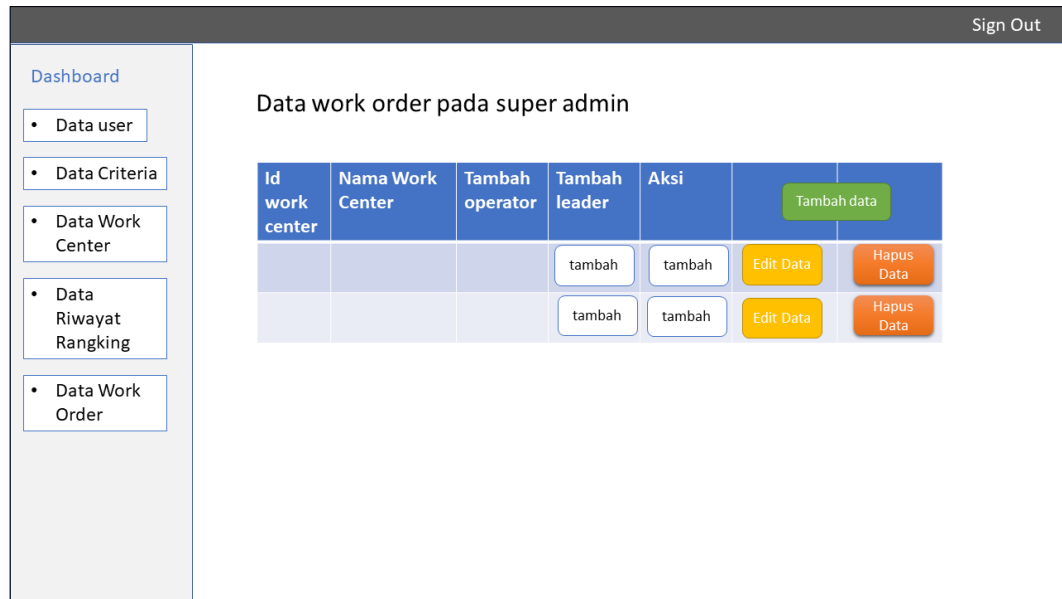 Sign Out
Dashboard
• Data user
• Data Criteria
• Data Work
Center
• Data
Riwayat
Rangking
• Data Work
Order
Data work order pada super admin
Id work center
Nama Work Center
Tambah operator
Tambah leader
Aksi
Tambah data
tambah
tambah
Edit Data
Hapus Data
tambah
tambah
Edit Data
Hapus Data